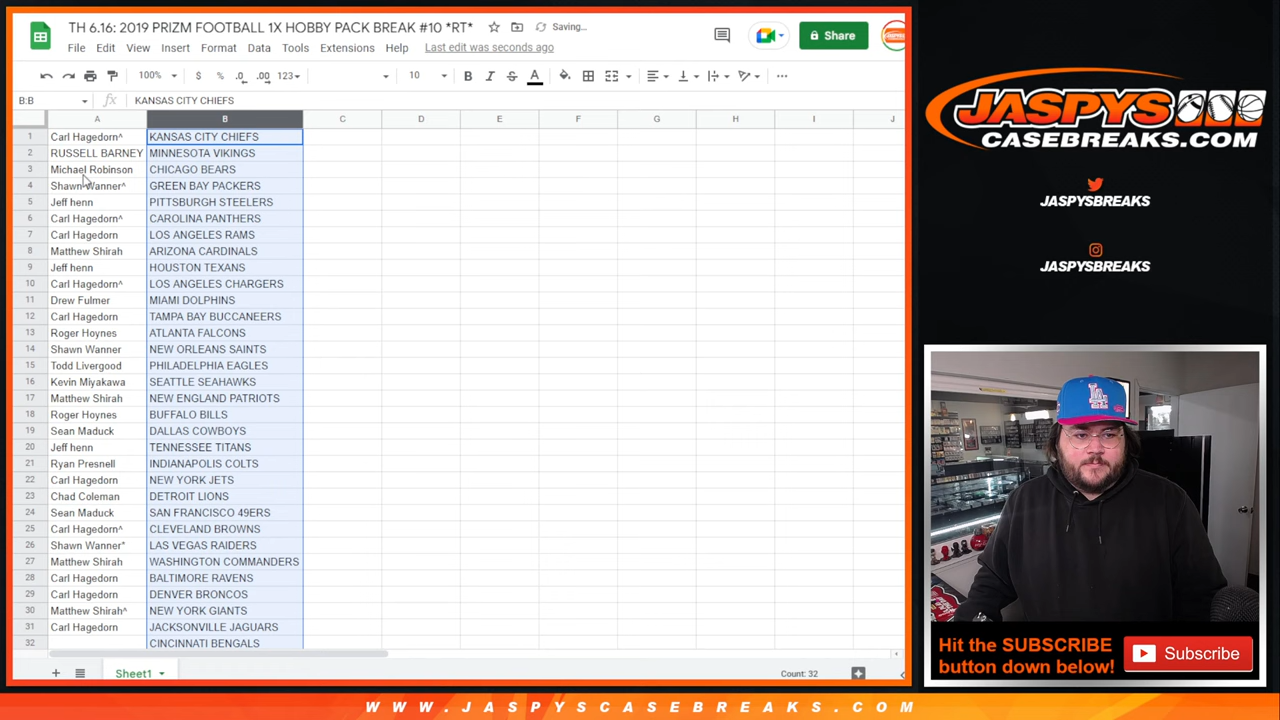 TH 6.16: 2019 PRIZM FOOTBALL 1X HOBBY PACK BREAK #10 *RT*
Saving...
File Edit View Insert Format Data Tools Extensions Help Last edit was seconds ago
Share
100% $ % .0 .00 123 10 B I S A
B:B fx KANSAS CITY CHIEFS
A B C D E F G H I J
1 Carl Hagedorn^ KANSAS CITY CHIEFS
2 RUSSELL BARNEY MINNESOTA VIKINGS
3 Michael Robinson CHICAGO BEARS
4 Shawn Wanner^ GREEN BAY PACKERS
5 Jeff henn PITTSBURGH STEELERS
6 Carl Hagedorn^ CAROLINA PANTHERS
7 Carl Hagedorn LOS ANGELES RAMS
8 Matthew Shirah ARIZONA CARDINALS
9 Jeff henn HOUSTON TEXANS
10 Carl Hagedorn^ LOS ANGELES CHARGERS
11 Drew Fulmer MIAMI DOLPHINS
12 Carl Hagedorn TAMPA BAY BUCCANEERS
13 Roger Hoynes ATLANTA FALCONS
14 Shawn Wanner NEW ORLEANS SAINTS
15 Todd Livergood PHILADELPHIA EAGLES
16 Kevin Miyakawa SEATTLE SEAHAWKS
17 Matthew Shirah NEW ENGLAND PATRIOTS
18 Roger Hoynes BUFFALO BILLS
19 Sean Maduck DALLAS COWBOYS
20 Jeff henn TENNESSEE TITANS
21 Ryan Presnell INDIANAPOLIS COLTS
22 Carl Hagedorn NEW YORK JETS
23 Chad Coleman DETROIT LIONS
24 Sean Maduck SAN FRANCISCO 49ERS
25 Carl Hagedorn^ CLEVELAND BROWNS
26 Shawn Wanner" LAS VEGAS RAIDERS
27 Matthew Shirah WASHINGTON COMMANDERS
28 Carl Hagedorn BALTIMORE RAVENS
29 Carl Hagedorn DENVER BRONCOS
30 Matthew Shirah^ NEW YORK GIANTS
31 Carl Hagedorn JACKSONVILLE JAGUARS
32 CINCINNATI BENGALS
Sheet1
Count: 32
JASPYS
CASEBREAKS.COM
JASPYSBREAKS
JASPYSBREAKS
LA
Hit the SUBSCRIBE
button down below!
Subscribe
WWW.JASPYSCASEBREAKS.COM